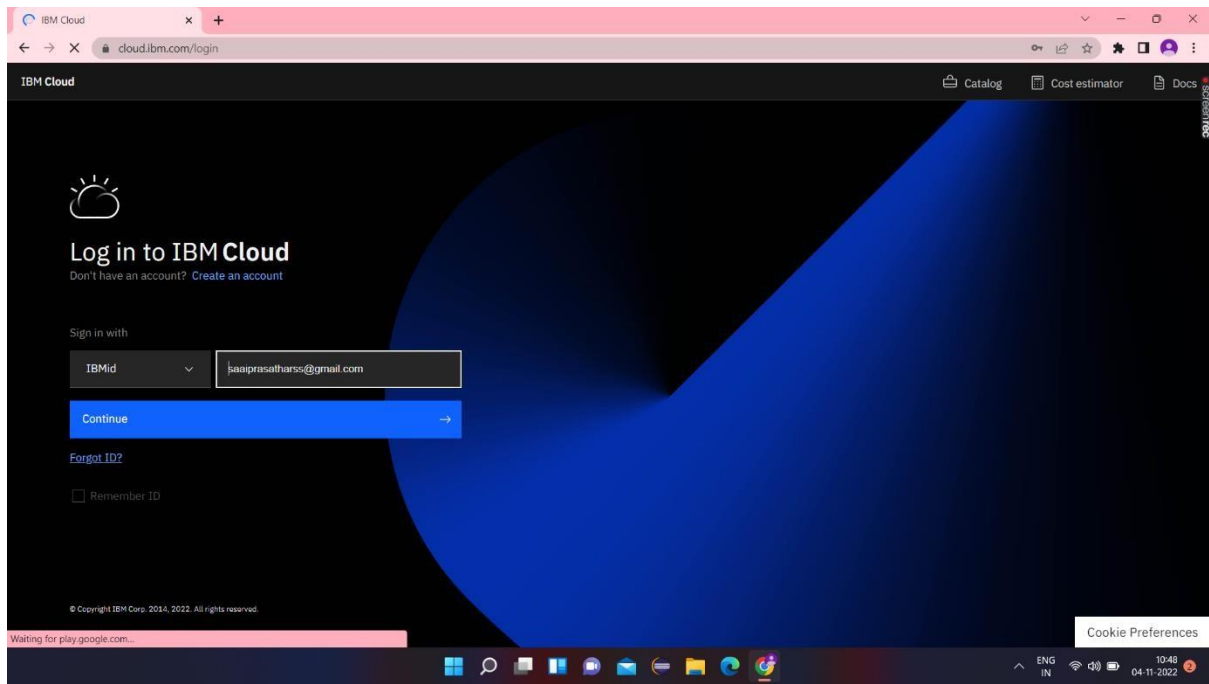 IBM Cloud
cloud.ibm.com/login
IBM Cloud
Catalog
Cost estimator
Docs
screenrec
Log in to IBM Cloud
Don't have an account? Create an account
Sign in with
IBMid
saaiprasatharss@gmail.com
Continue
Forgot ID?
Remember ID
© Copyright IBM Corp. 2014, 2022. All rights reserved.
Cookie Preferences
Waiting for play.google.com...
ENG
IN
10:48
04-11-2022
2